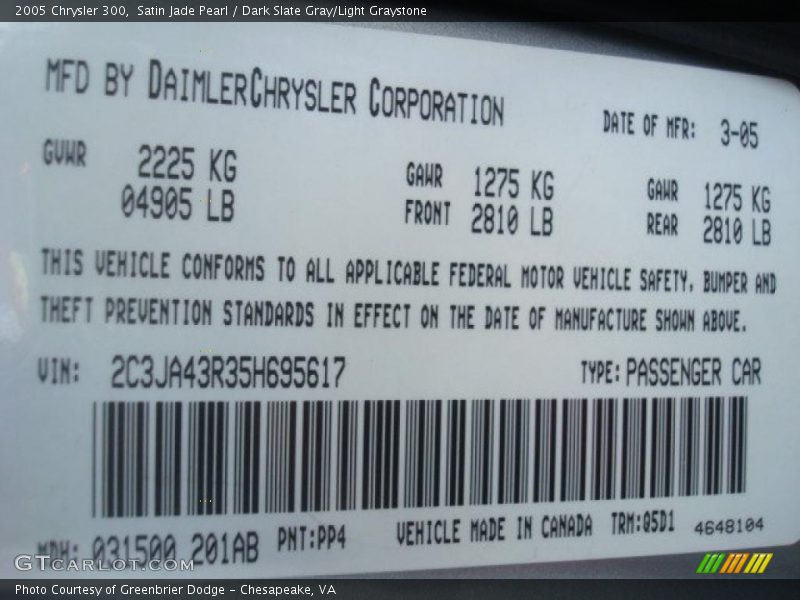 2005 Chrysler 300, Satin Jade Pearl / Dark Slate Gray/Light Graystone
MFD BY DAIMLERCHRYSLER CORPORATION
DATE OF MFR: 3-05
GVWR 2225 KG GAWR 1275 KG GAWR 1275 KG
04905 LB FRONT 2810 LB REAR 2810 LB
THIS VEHICLE CONFORMS TO ALL APPLICABLE FEDERAL MOTOR VEHICLE SAFETY, BUMPER AND
THEFT PREVENTION STANDARDS IN EFFECT ON THE DATE OF MANUFACTURE SHOWN ABOVE.
VIN: 2C3JA43R35H695617 TYPE: PASSENGER CAR
MDH: 031500 201AB PNT:PP4 VEHICLE MADE IN CANADA TRM:05D1 4648104
GTCARLOT.COM
Photo Courtesy of Greenbrier Dodge - Chesapeake, VA